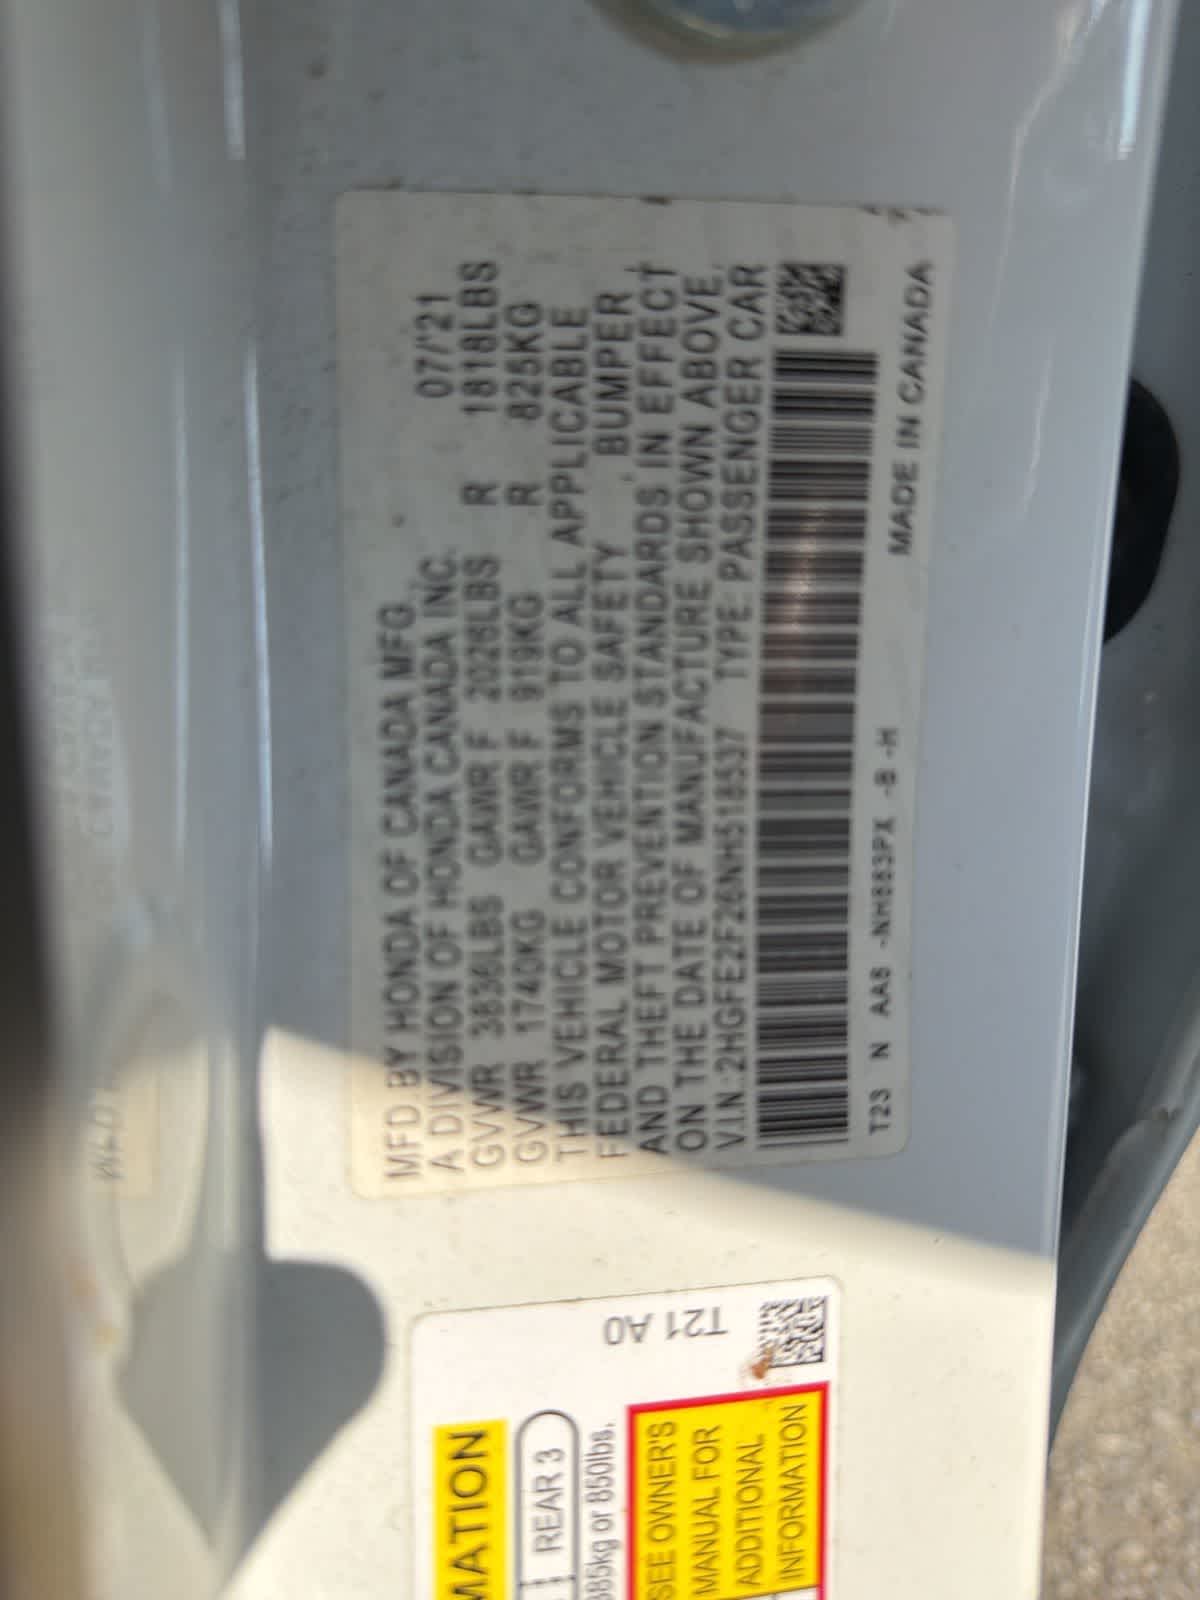 MFD. BY HONDA OF CANADA MFG.,
A DIVISION OF HONDA CANADA INC. 07/'21
GVWR 3836LBS GAWR F 2026LBS R 1818LBS
GVWR 1740KG GAWR F 919KG R 825KG
THIS VEHICLE CONFORMS TO ALL APPLICABLE
FEDERAL MOTOR VEHICLE SAFETY , BUMPER ,
AND THEFT PREVENTION STANDARDS IN EFFECT
ON THE DATE OF MANUFACTURE SHOWN ABOVE.
V.I.N.:2HGFE2F26NH518537 TYPE:PASSENGER CAR
T23 N AA6 -NH883PX -B -H
MADE IN CANADA
T21 A0
MATION
REAR 3
385kg or 850lbs.
SEE OWNER'S
MANUAL FOR
ADDITIONAL
INFORMATION